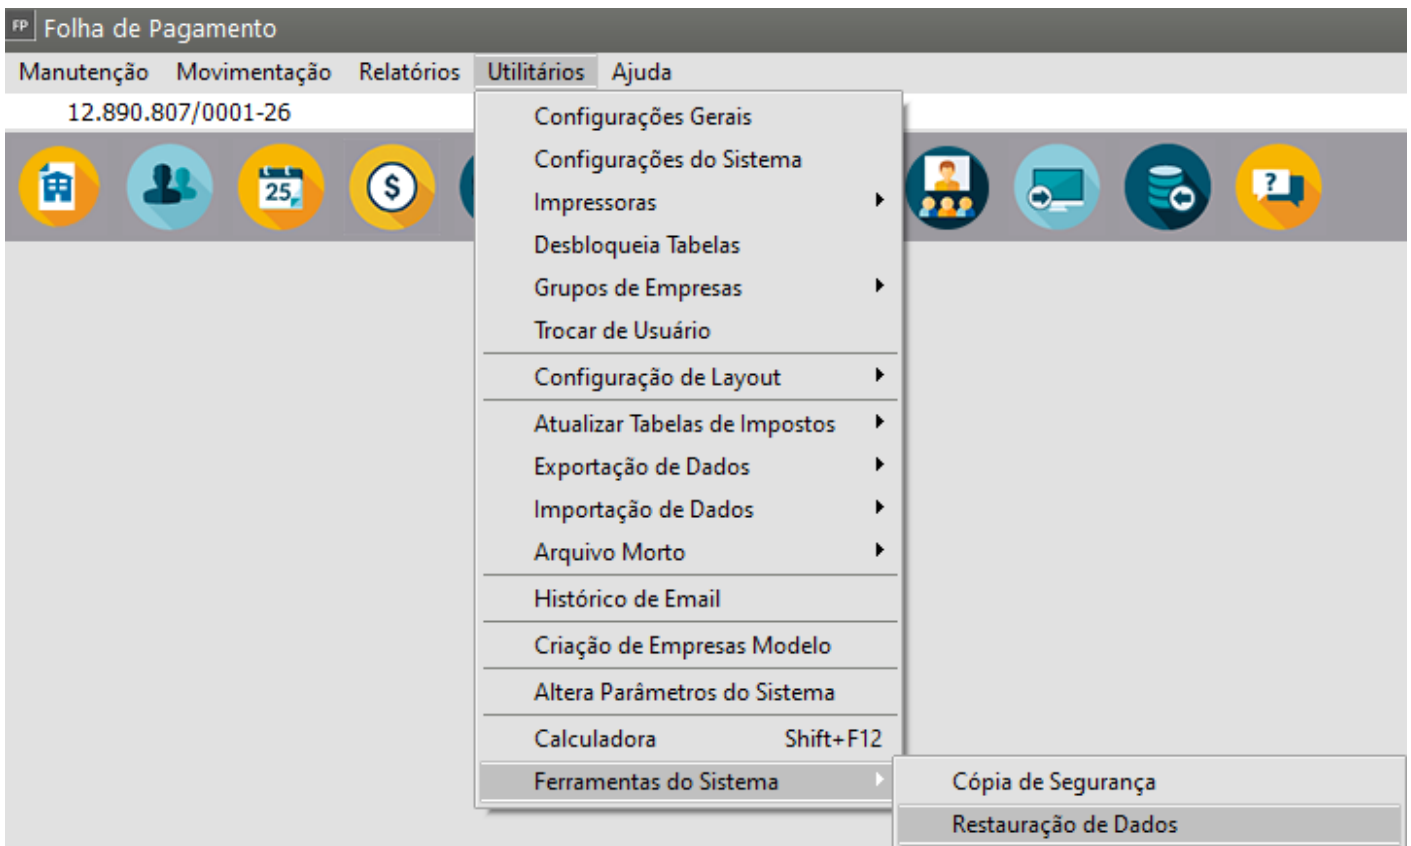 FP Folha de Pagamento
Manutenção Movimentação Relatórios Utilitários Ajuda
12.890.807/0001-26
25
$
?
Configurações Gerais
Configurações do Sistema
Impressoras
Desbloqueia Tabelas
Grupos de Empresas
Trocar de Usuário
Configuração de Layout
Atualizar Tabelas de Impostos
Exportação de Dados
Importação de Dados
Arquivo Morto
Histórico de Email
Criação de Empresas Modelo
Altera Parâmetros do Sistema
Calculadora Shift+F12
Ferramentas do Sistema
Cópia de Segurança
Restauração de Dados